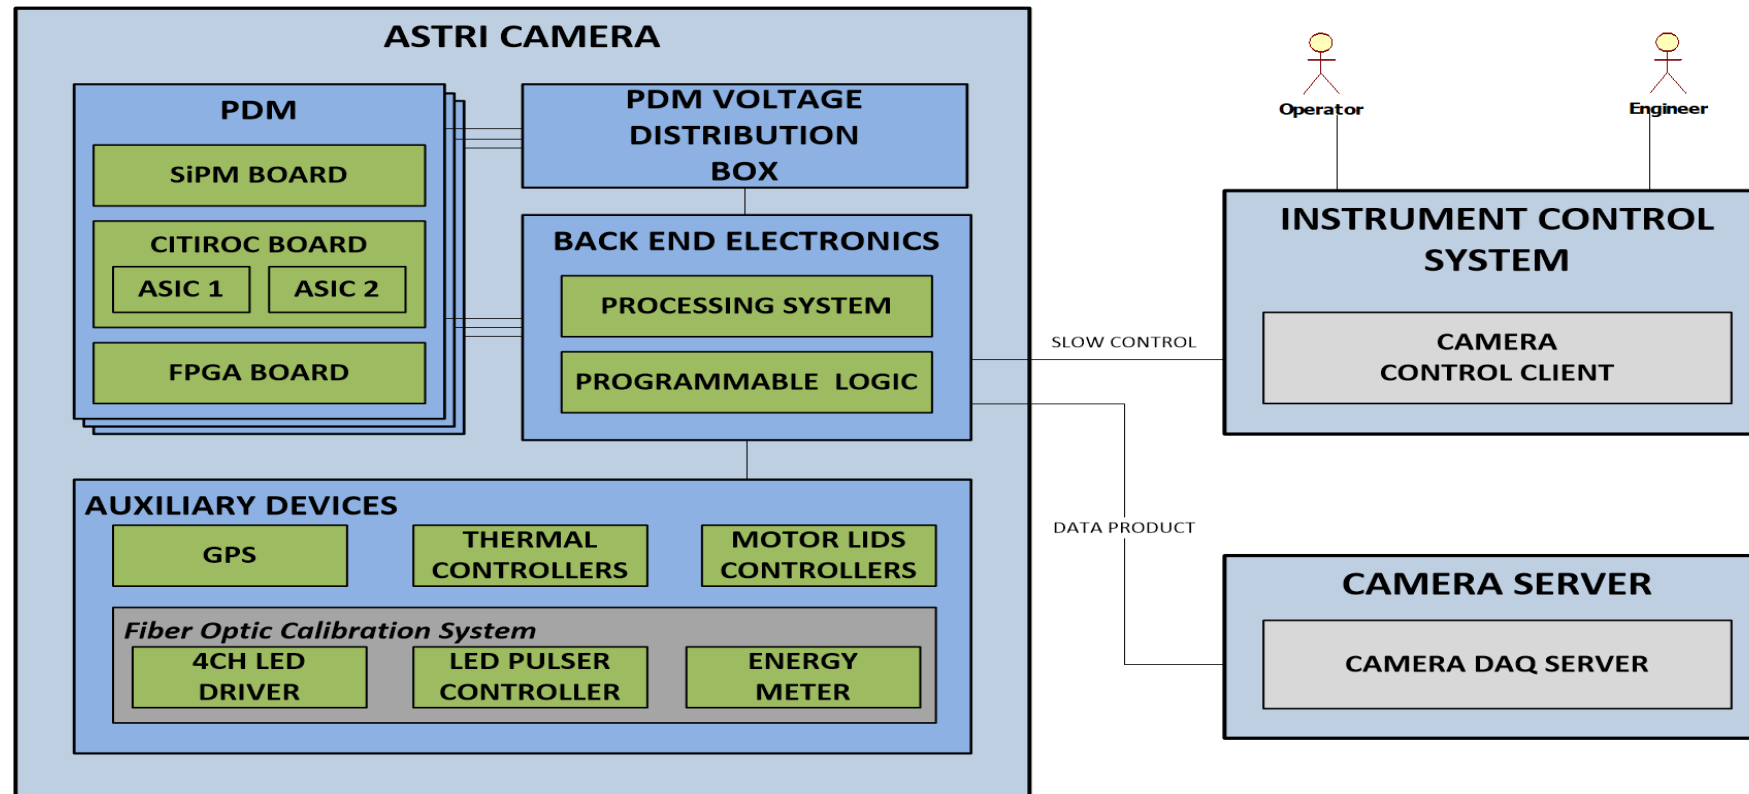 ASTRI CAMERA
PDM
SiPM BOARD
CITIROC BOARD
ASIC 1
ASIC 2
FPGA BOARD
PDM VOLTAGE
DISTRIBUTION
BOX
BACK END ELECTRONICS
PROCESSING SYSTEM
PROGRAMMABLE LOGIC
AUXILIARY DEVICES
GPS
THERMAL
CONTROLLERS
MOTOR LIDS
CONTROLLERS
Fiber Optic Calibration System
4CH LED
DRIVER
LED PULSER
CONTROLLER
ENERGY
METER
SLOW CONTROL
DATA PRODUCT
Operator
Engineer
INSTRUMENT CONTROL
SYSTEM
CAMERA
CONTROL CLIENT
CAMERA SERVER
CAMERA DAQ SERVER